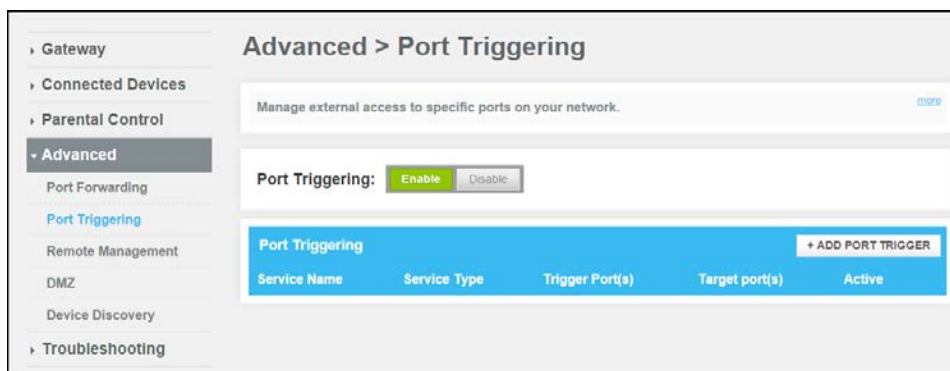 Gateway
Connected Devices
Parental Control
Advanced
Port Forwarding
Port Triggering
Remote Management
DMZ
Device Discovery
Troubleshooting
Advanced > Port Triggering
Manage external access to specific ports on your network. more
Port Triggering: Enable Disable
Port Triggering + ADD PORT TRIGGER
Service Name Service Type Trigger Port(s) Target port(s) Active